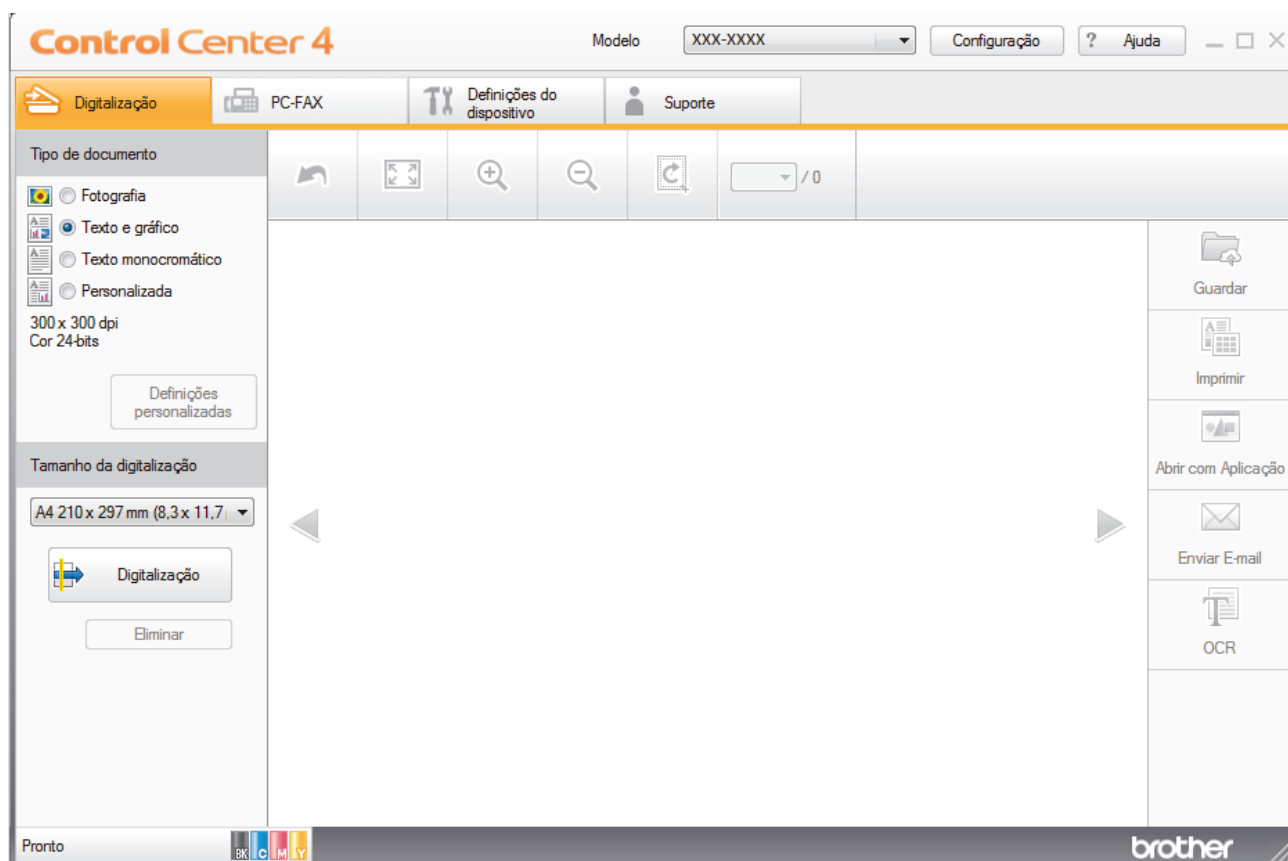 Control Center 4
Modelo
XXX-XXXX
Configuração
? Ajuda
Digitalização
PC-FAX
Definições do
dispositivo
Suporte
Tipo de documento
Fotografia
Texto e gráfico
Texto monocromático
Personalizada
300 x 300 dpi
Cor 24-bits
Definições
personalizadas
Tamanho da digitalização
A4 210 x 297 mm (8,3 x 11,7
Digitalização
Eliminar
/ 0
Guardar
Imprimir
Abrir com Aplicação
Enviar E-mail
OCR
Pronto
BK C M Y
brother